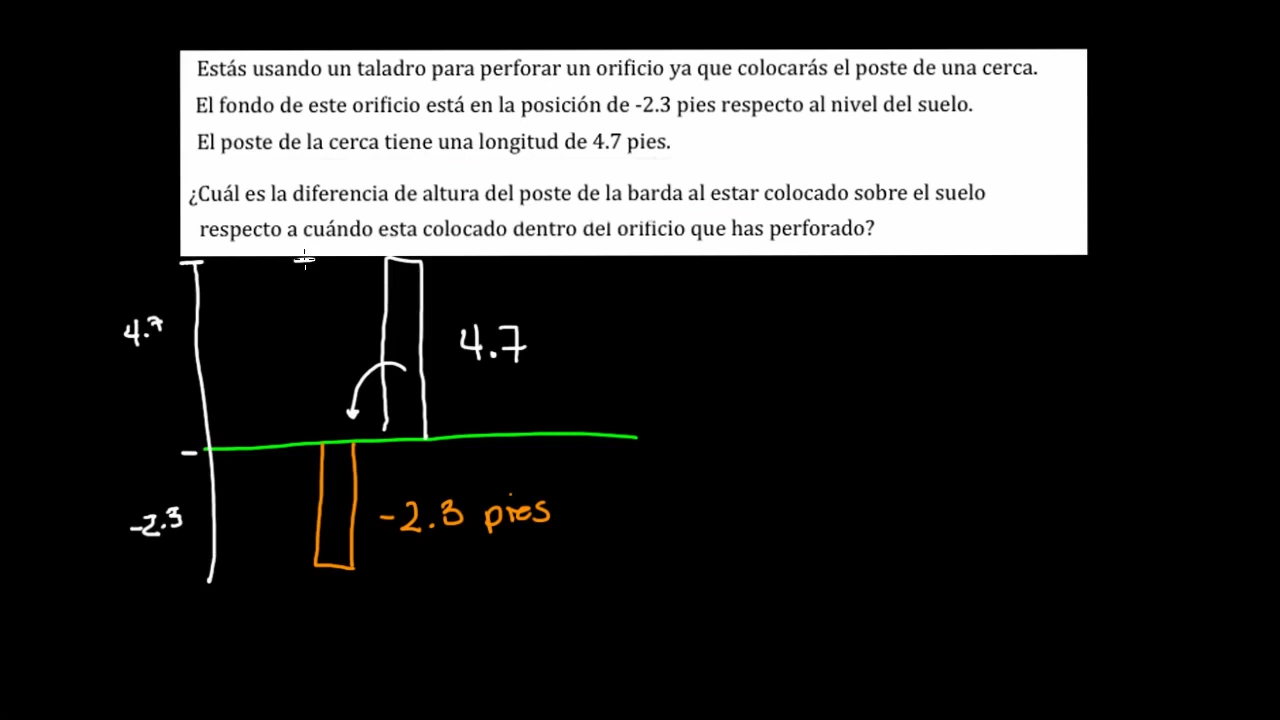 Estás usando un taladro para perforar un orificio ya que colocarás el poste de una cerca.
El fondo de este orificio está en la posición de -2.3 pies respecto al nivel del suelo.
El poste de la cerca tiene una longitud de 4.7 pies.
¿Cuál es la diferencia de altura del poste de la barda al estar colocado sobre el suelo
respecto a cuándo esta colocado dentro del orificio que has perforado?
4.7
4.7
-2.3
-2.3 pies